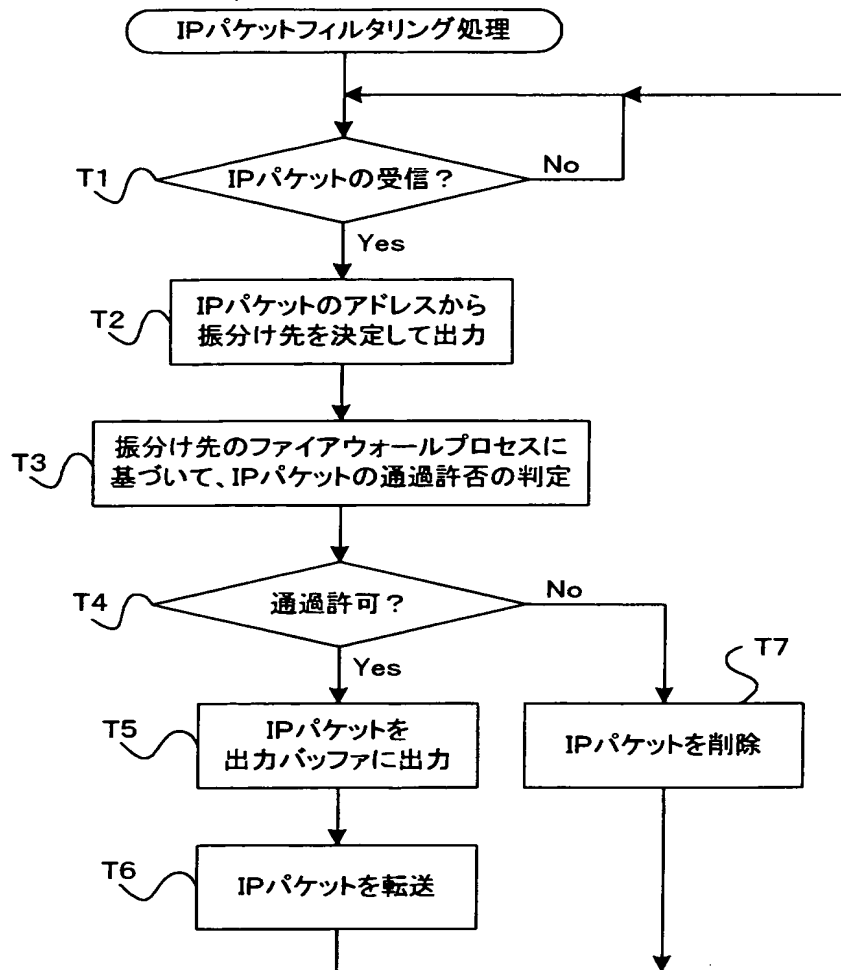 IPパケットフィルタリング処理
T1
IPパケットの受信?
No
Yes
T2
IPパケットのアドレスから
振分け先を決定して出力
T3
振分け先のファイアウォールプロセスに
基づいて、IPパケットの通過許否の判定
T4
通過許可?
No
Yes
T7
T5
IPパケットを
出力バッファに出力
IPパケットを削除
T6
IPパケットを転送